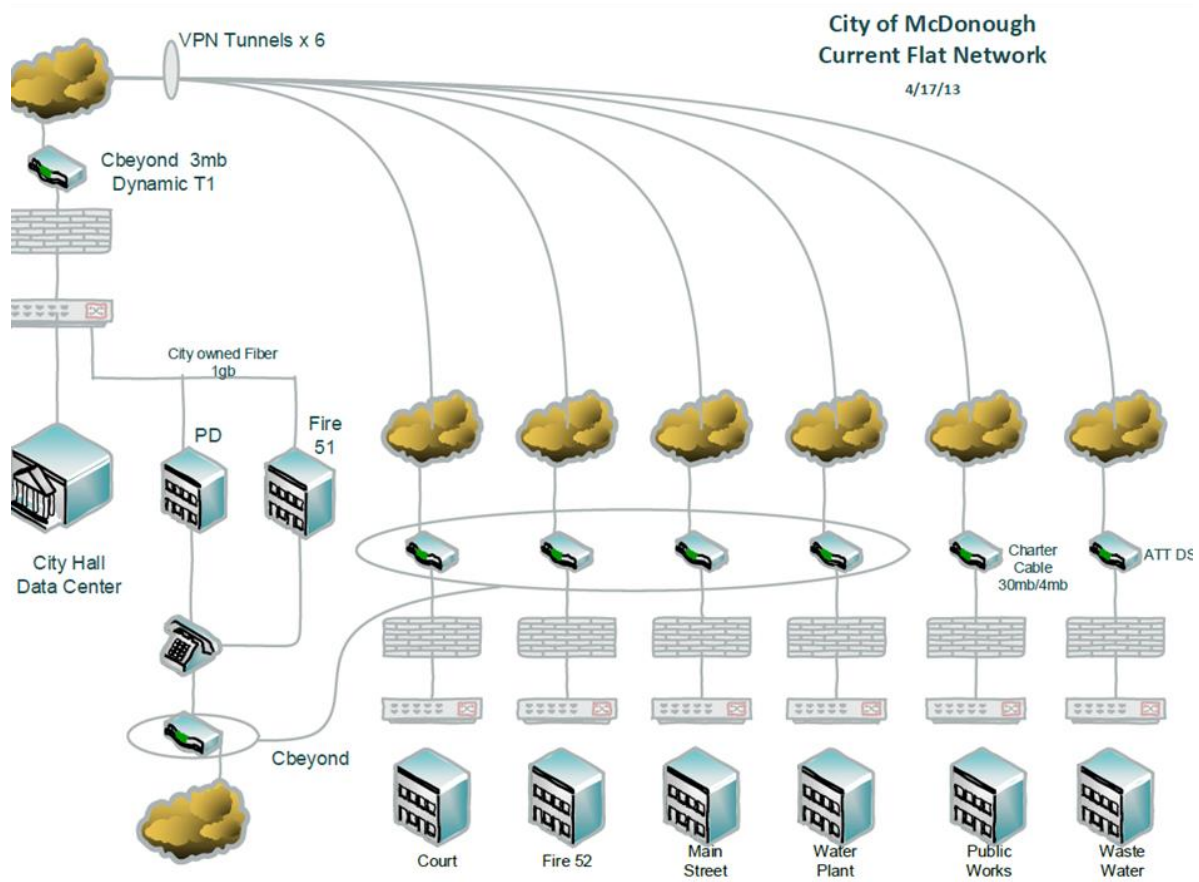 City of McDonough
Current Flat Network
4/17/13
VPN Tunnels x 6
Cbeyond 3mb
Dynamic T1
City owned Fiber
1gb
PD
Fire
51
City Hall
Data Center
Charter
Cable
30mb/4mb
ATT DS
Cbeyond
Court
Fire 52
Main
Street
Water
Plant
Public
Works
Waste
Water